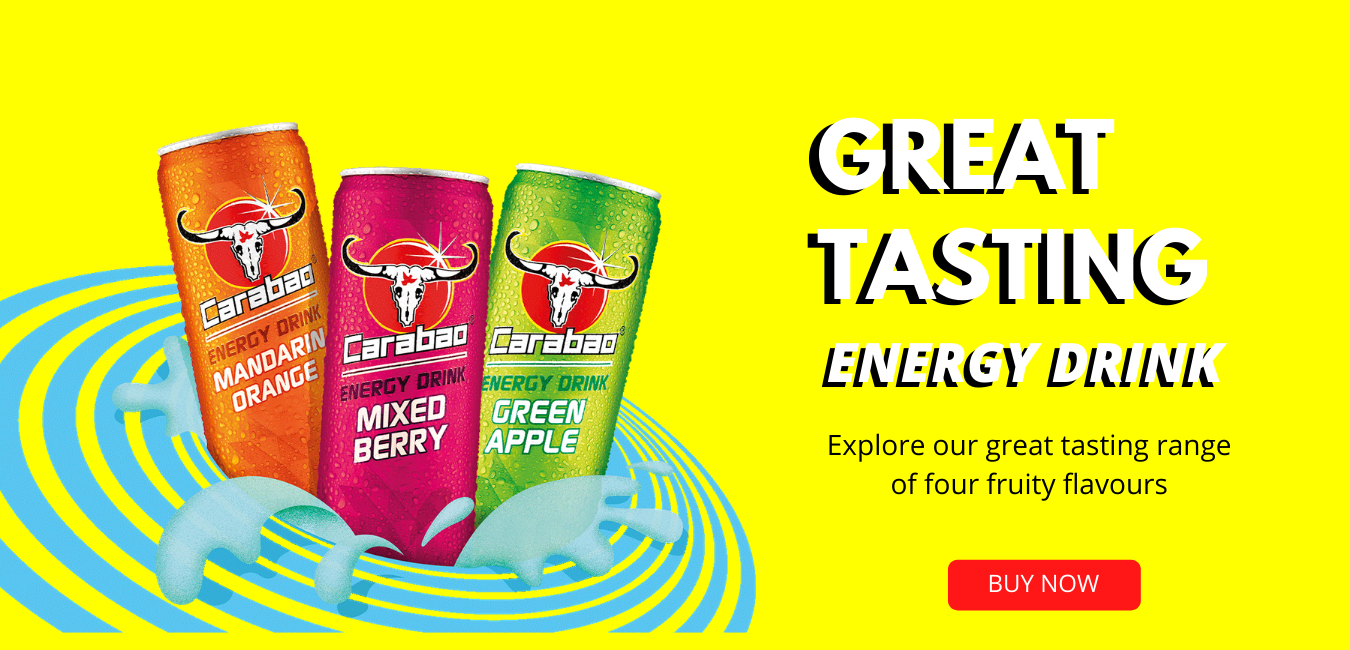 Carabao
ENERGY DRINK
MANDARIN
ORANGE
Carabao®
ENERGY DRINK
MIXED
BERRY
Carabao®
ENERGY DRINK
GREEN
APPLE
GREAT
TASTING
ENERGY DRINK
Explore our great tasting range
of four fruity flavours
BUY NOW